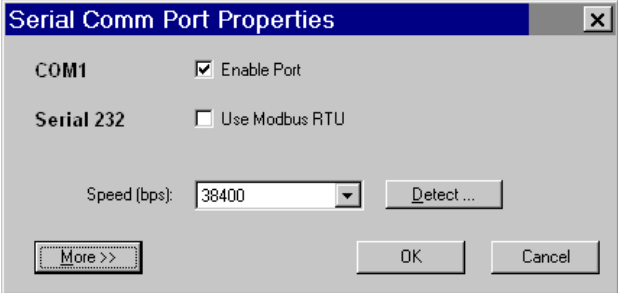 Serial Comm Port Properties
COM1 Enable Port
Serial 232 Use Modbus RTU
Speed (bps): 38400 Detect ...
More >> OK Cancel